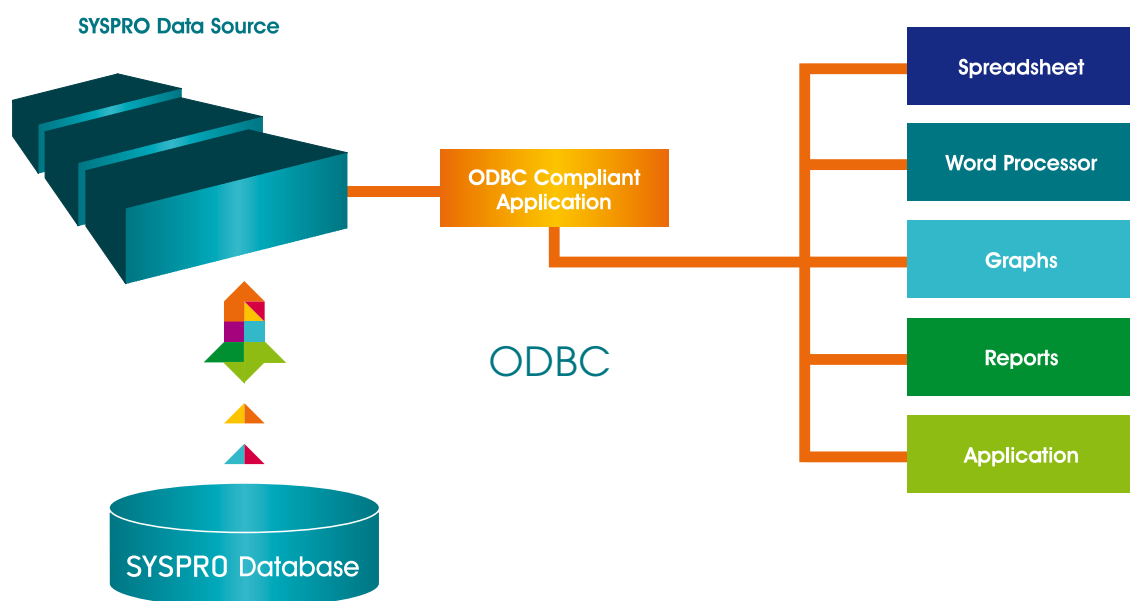 SYSPRO Data Source
ODBC Compliant
Application
Spreadsheet
Word Processor
Graphs
Reports
Application
ODBC
SYSPRO Database